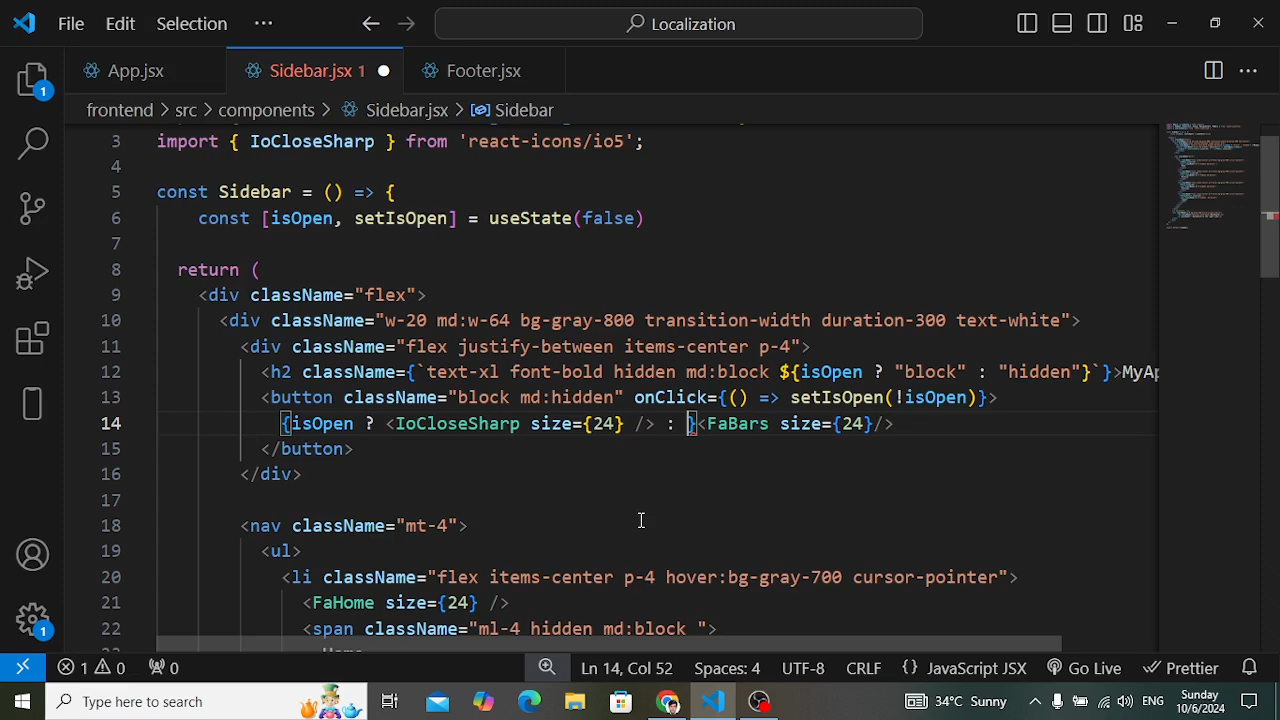 File Edit Selection ··· Localization
App.jsx Sidebar.jsx 1 Footer.jsx
frontend > src > components > Sidebar.jsx > Sidebar
3 import { IoCloseSharp } from 'react-icons/io5';
4
5 const Sidebar = () => {
6 const [isOpen, setIsOpen] = useState(false)
7
8 return (
9 <div className="flex">
10 <div className="w-20 md:w-64 bg-gray-800 transition-width duration-300 text-white">
11 <div className="flex justify-between items-center p-4">
12 <h2 className={`text-xl font-bold hidden md:block ${isOpen ? "block" : "hidden"}`}>MyAp
13 <button className="block md:hidden" onClick={() => setIsOpen(!isOpen)}>
14 {isOpen ? <IoCloseSharp size={24} /> : }<FaBars size={24}/>
15 </button>
16 </div>
17
18 <nav className="mt-4">
19 <ul>
20 <li className="flex items-center p-4 hover:bg-gray-700 cursor-pointer">
21 <FaHome size={24} />
22 <span className="ml-4 hidden md:block ">
1
1
1 0 0 Ln 14, Col 52 Spaces: 4 UTF-8 CRLF {} JavaScript JSX Go Live Prettier
Type here to search 34°C Sunny ENG Sunday 10/6/2024